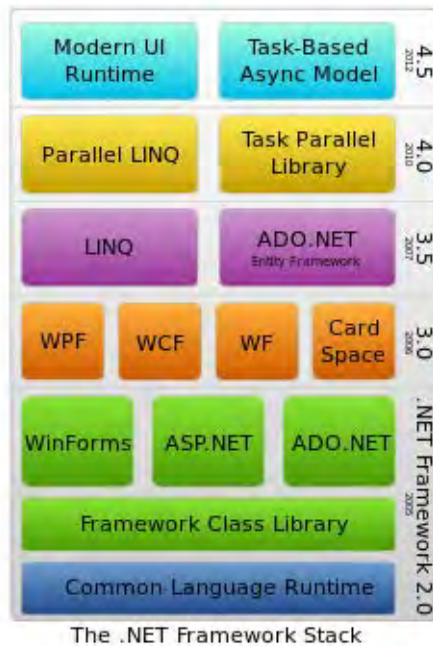 Modern UI
Runtime
Task-Based
Async Model
4.5
2012
Parallel LINQ
Task Parallel
Library
4.0
2010
LINQ
ADO.NET
Entity Framework
3.5
2007
WPF
WCF
WF
Card
Space
3.0
2006
WinForms
ASP.NET
ADO.NET
Framework Class Library
Common Language Runtime
.NET Framework 2.0
2005
The .NET Framework Stack